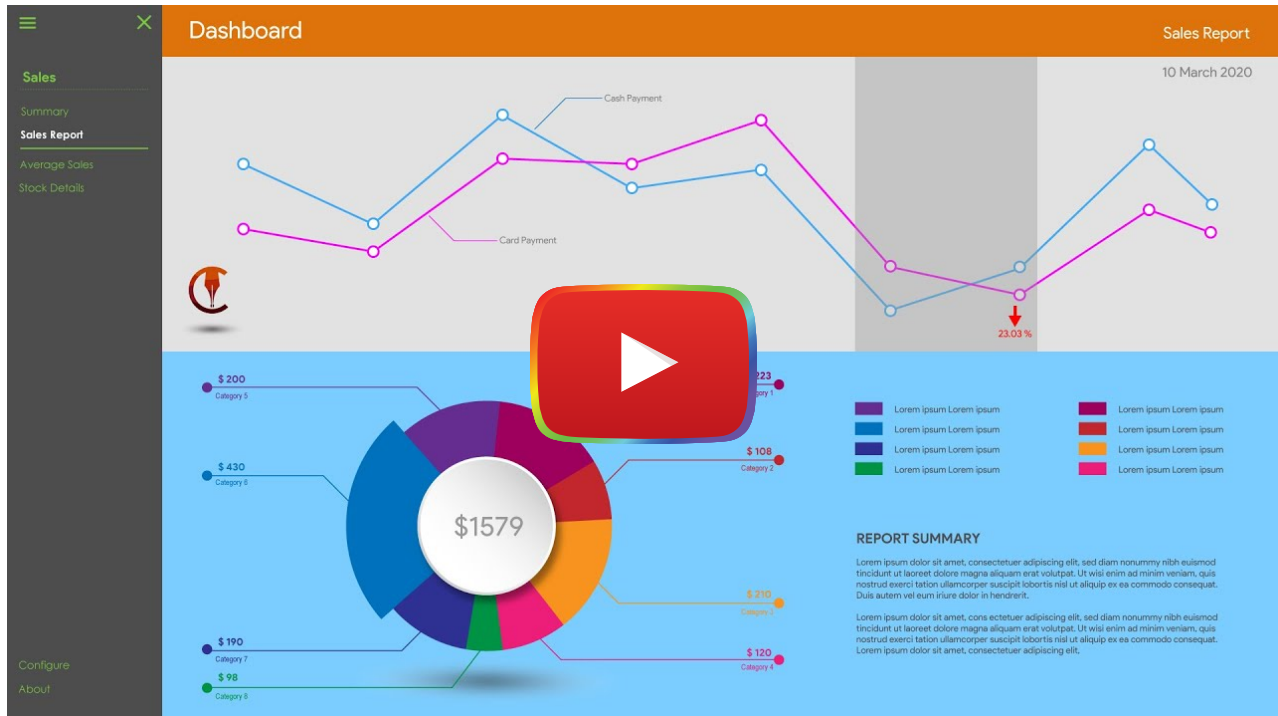 Dashboard
Sales Report
10 March 2020
Sales
Summary
Sales Report
Average Sales
Stock Details
Configure
About
Cash Payment
Card Payment
23.03 %
$ 200
Category 5
$ 430
Category 6
$ 190
Category 7
$ 98
Category 8
$1579
223
$ 108
Category 2
$ 210
$ 120
Category 4
Lorem ipsum Lorem ipsum
Lorem ipsum Lorem ipsum
Lorem ipsum Lorem ipsum
Lorem ipsum Lorem ipsum
Lorem ipsum Lorem ipsum
Lorem ipsum Lorem ipsum
Lorem ipsum Lorem ipsum
Lorem ipsum Lorem ipsum
REPORT SUMMARY
Lorem ipsum dolor sit amet, consectetuer adipiscing elit, sed diam nonummy nibh euismod
tincidunt ut laoreet dolore magna aliquam erat volutpat. Ut wisi enim ad minim veniam, quis
nostrud exerci tation ullamcorper suscipit lobortis nisl ut aliquip ex ea commodo consequat.
Duis autem vel eum iriure dolor in hendrerit.
Lorem ipsum dolor sit amet, cons ectetuer adipiscing elit, sed diam nonummy nibh euismod
tincidunt ut laoreet dolore magna aliquam erat volutpat. Ut wisi enim ad minim veniam, quis
nostrud exerci tation ullamcorper suscipit lobortis nisl ut aliquip ex ea commodo consequat.
Lorem ipsum dolor sit amet, consectetuer adipiscing elit,